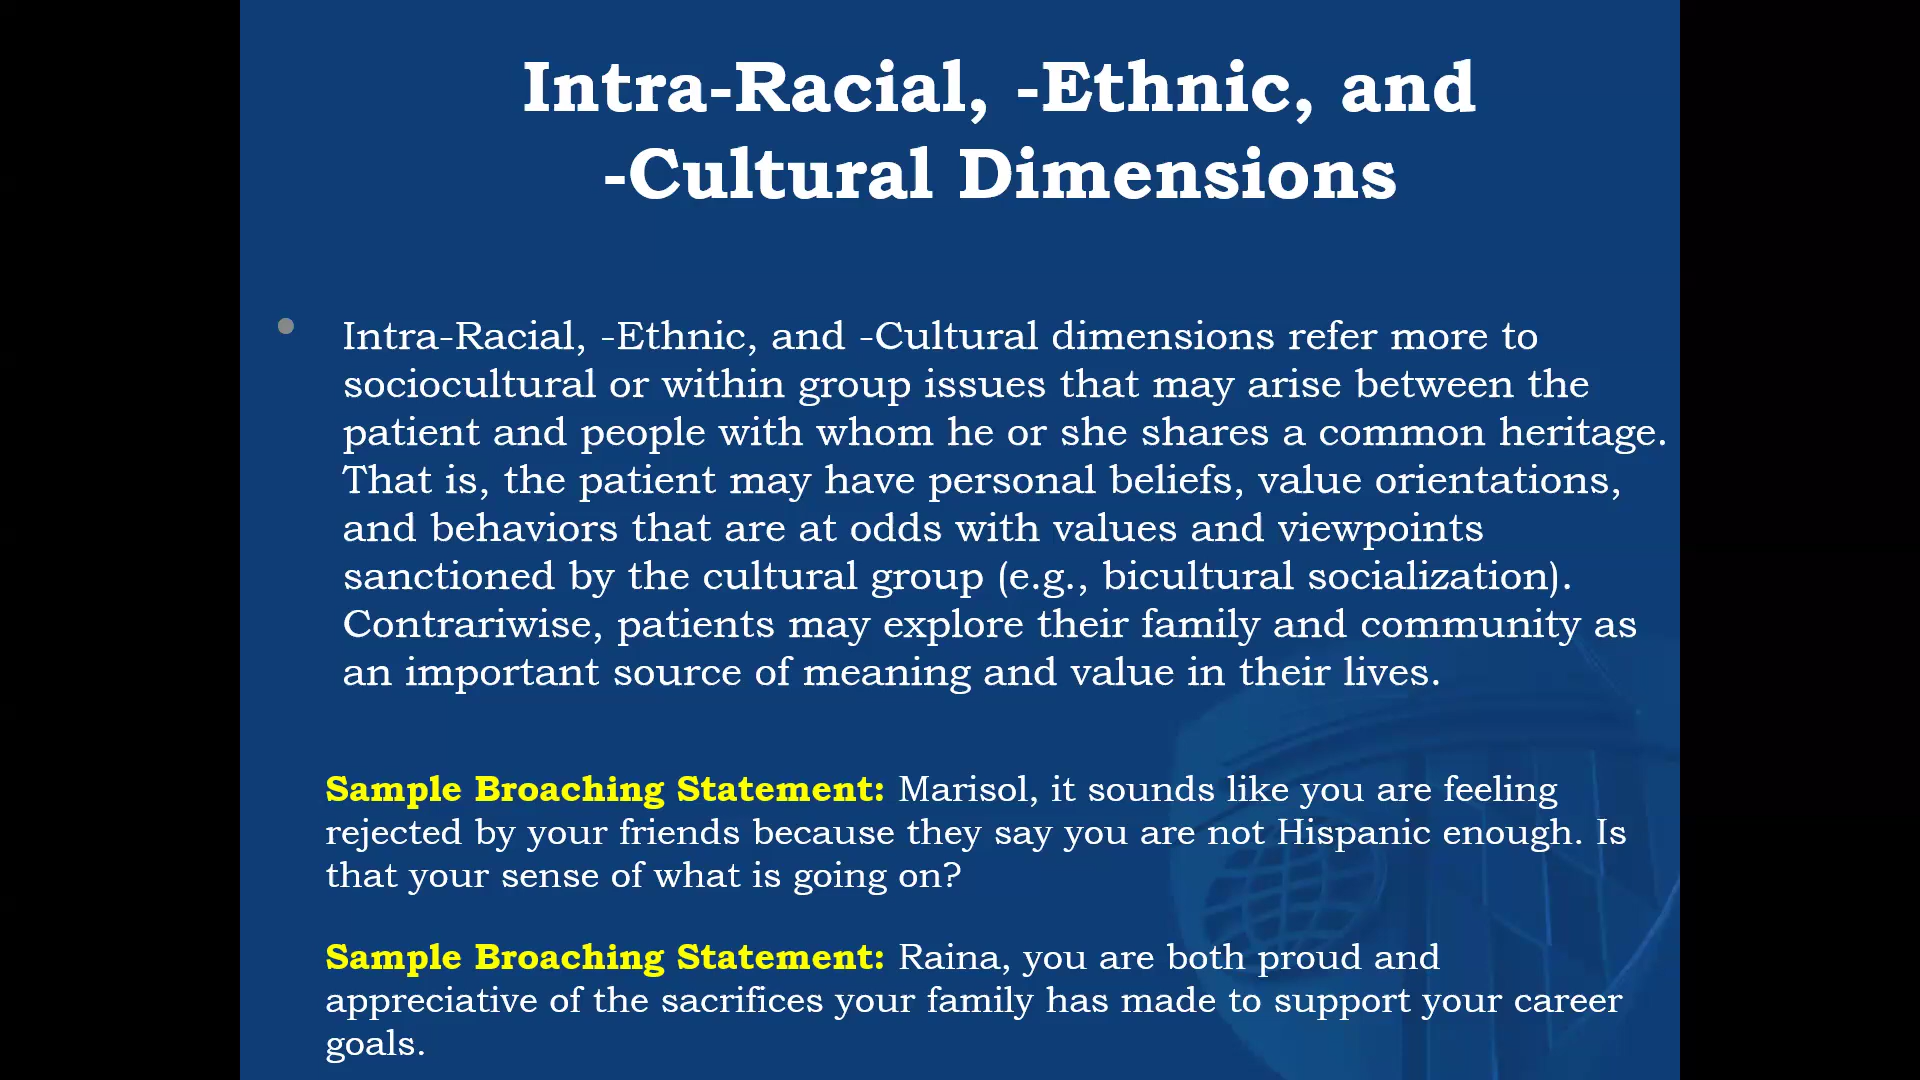 Intra-Racial, -Ethnic, and
-Cultural Dimensions
Intra-Racial, -Ethnic, and -Cultural dimensions refer more to
sociocultural or within group issues that may arise between the
patient and people with whom he or she shares a common heritage.
That is, the patient may have personal beliefs, value orientations,
and behaviors that are at odds with values and viewpoints
sanctioned by the cultural group (e.g., bicultural socialization).
Contrariwise, patients may explore their family and community as
an important source of meaning and value in their lives.
Sample Broaching Statement: Marisol, it sounds like you are feeling
rejected by your friends because they say you are not Hispanic enough. Is
that your sense of what is going on?
Sample Broaching Statement: Raina, you are both proud and
appreciative of the sacrifices your family has made to support your career
goals.